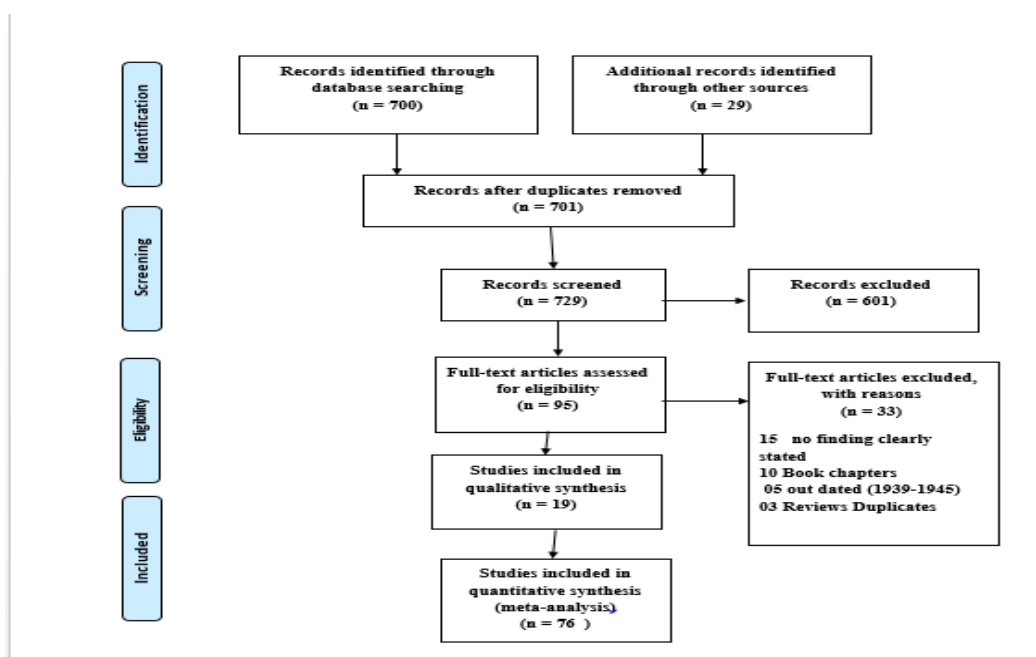 Identification
Records identified through
database searching
(n = 700)
Additional records identified
through other sources
(n = 29)
Records after duplicates removed
(n = 701)
Screening
Records screened
(n = 729)
Records excluded
(n = 601)
Eligibility
Full-text articles assessed
for eligibility
(n = 95)
Full-text articles excluded,
with reasons
(n = 33)
15 no finding clearly
stated
10 Book chapters
05 out dated (1939-1945)
03 Reviews Duplicates
Studies included in
qualitative synthesis
(n = 19)
Included
Studies included in
quantitative synthesis
(meta-analysis)
(n = 76 )